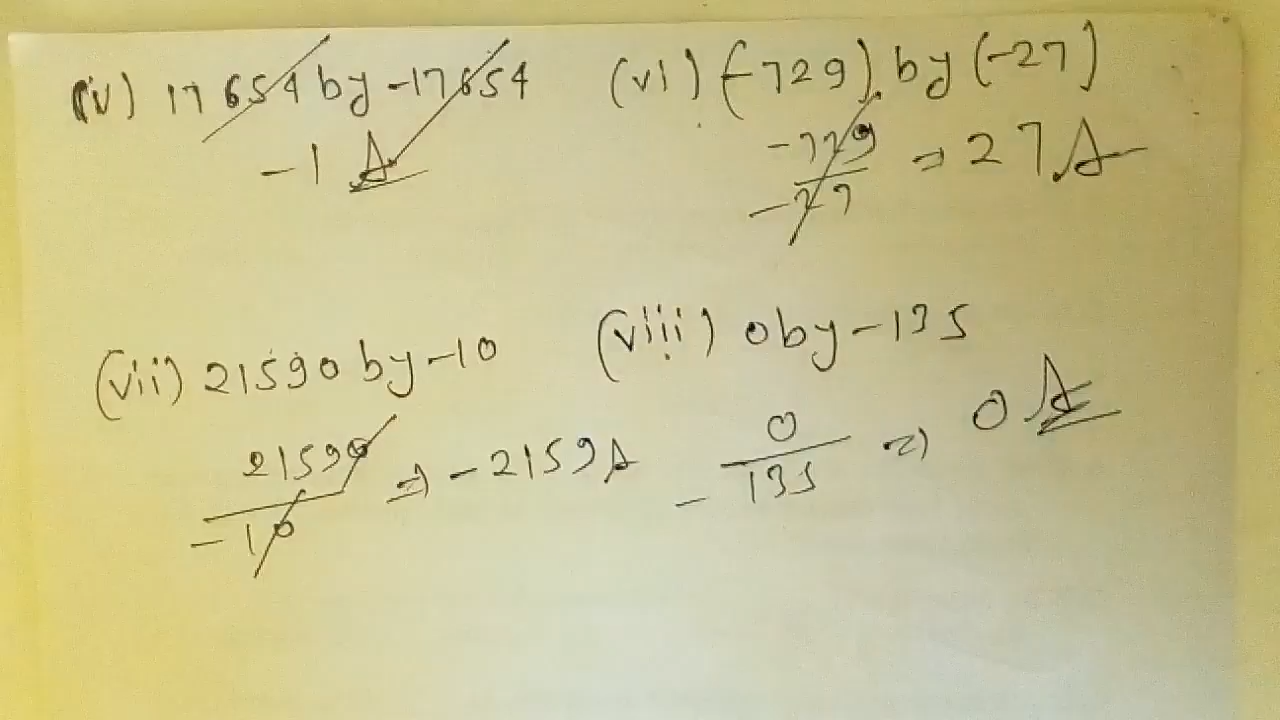 (iv) 17654 by -17654 (vi) (-729) by (-27)
-1 A
-729
-27
⇒ 27 A
(vii) 21590 by -10 (viii) 0 by -135
21590
-10
⇒ -2159 A
0
-135
⇒ 0 A